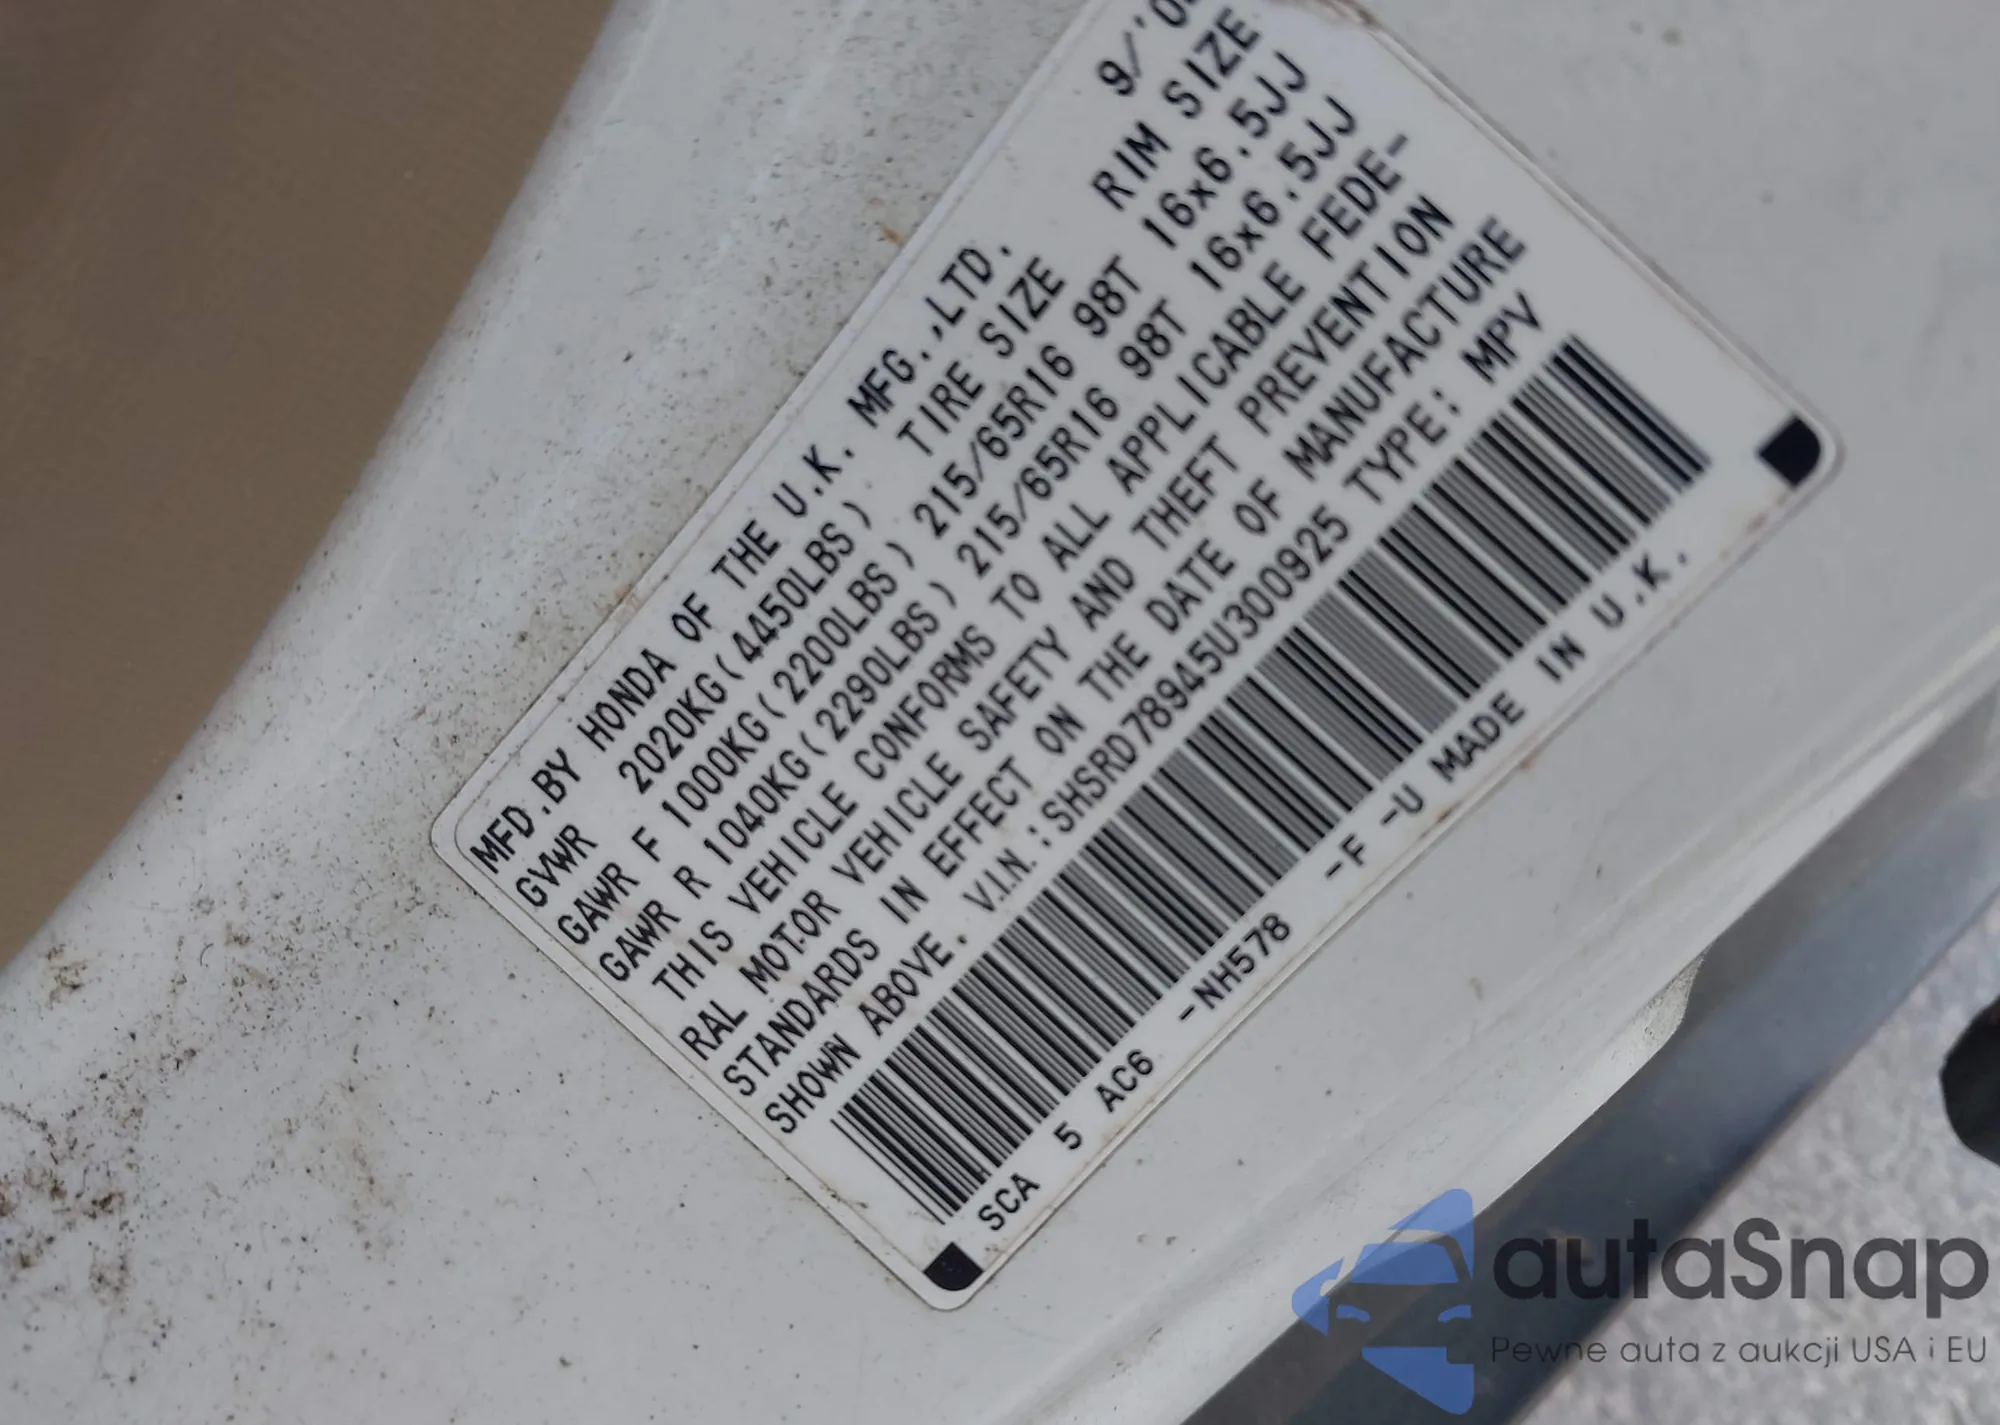 9/'0
MFD.BY HONDA OF THE U.K. MFG.,LTD.
GVWR 2020KG(4450LBS) TIRE SIZE RIM SIZE
GAWR F 1000KG(2200LBS) 215/65R16 98T 16x6.5JJ
GAWR R 1040KG(2290LBS) 215/65R16 98T 16x6.5JJ
THIS VEHICLE CONFORMS TO ALL APPLICABLE FEDE-
RAL MOTOR VEHICLE SAFETY AND THEFT PREVENTION
STANDARDS IN EFFECT ON THE DATE OF MANUFACTURE
SHOWN ABOVE. V.I.N.:SHSRD78945U300925 TYPE: MPV
SCA 5 AC6 -NH578 -F -U MADE IN U.K.
autaSnap
Pewne auta z aukcji USA i EU